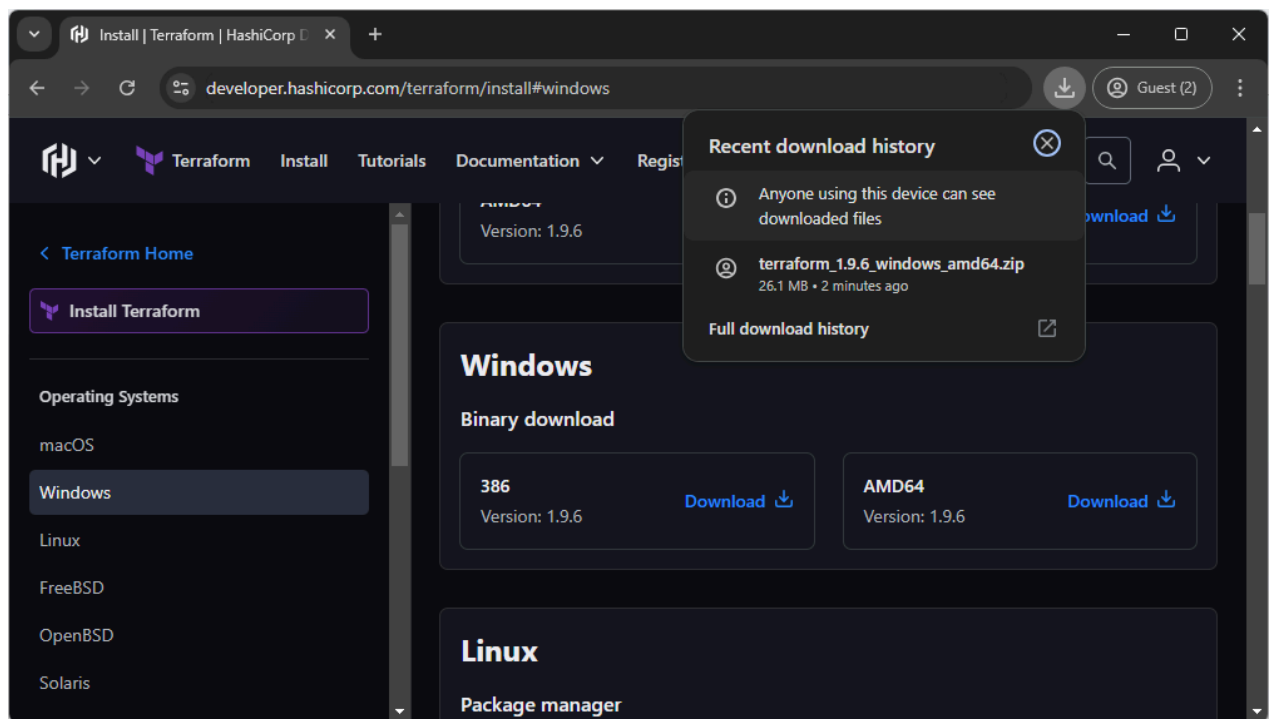 Install | Terraform | HashiCorp D
developer.hashicorp.com/terraform/install#windows
Guest (2)
Terraform
Install
Tutorials
Documentation
Regist
Recent download history
Anyone using this device can see
downloaded files
terraform_1.9.6_windows_amd64.zip
26.1 MB • 2 minutes ago
Full download history
Terraform Home
Install Terraform
Operating Systems
macOS
Windows
Linux
FreeBSD
OpenBSD
Solaris
AMD64
Version: 1.9.6
ownload
Windows
Binary download
386
Version: 1.9.6
Download
AMD64
Version: 1.9.6
Download
Linux
Package manager